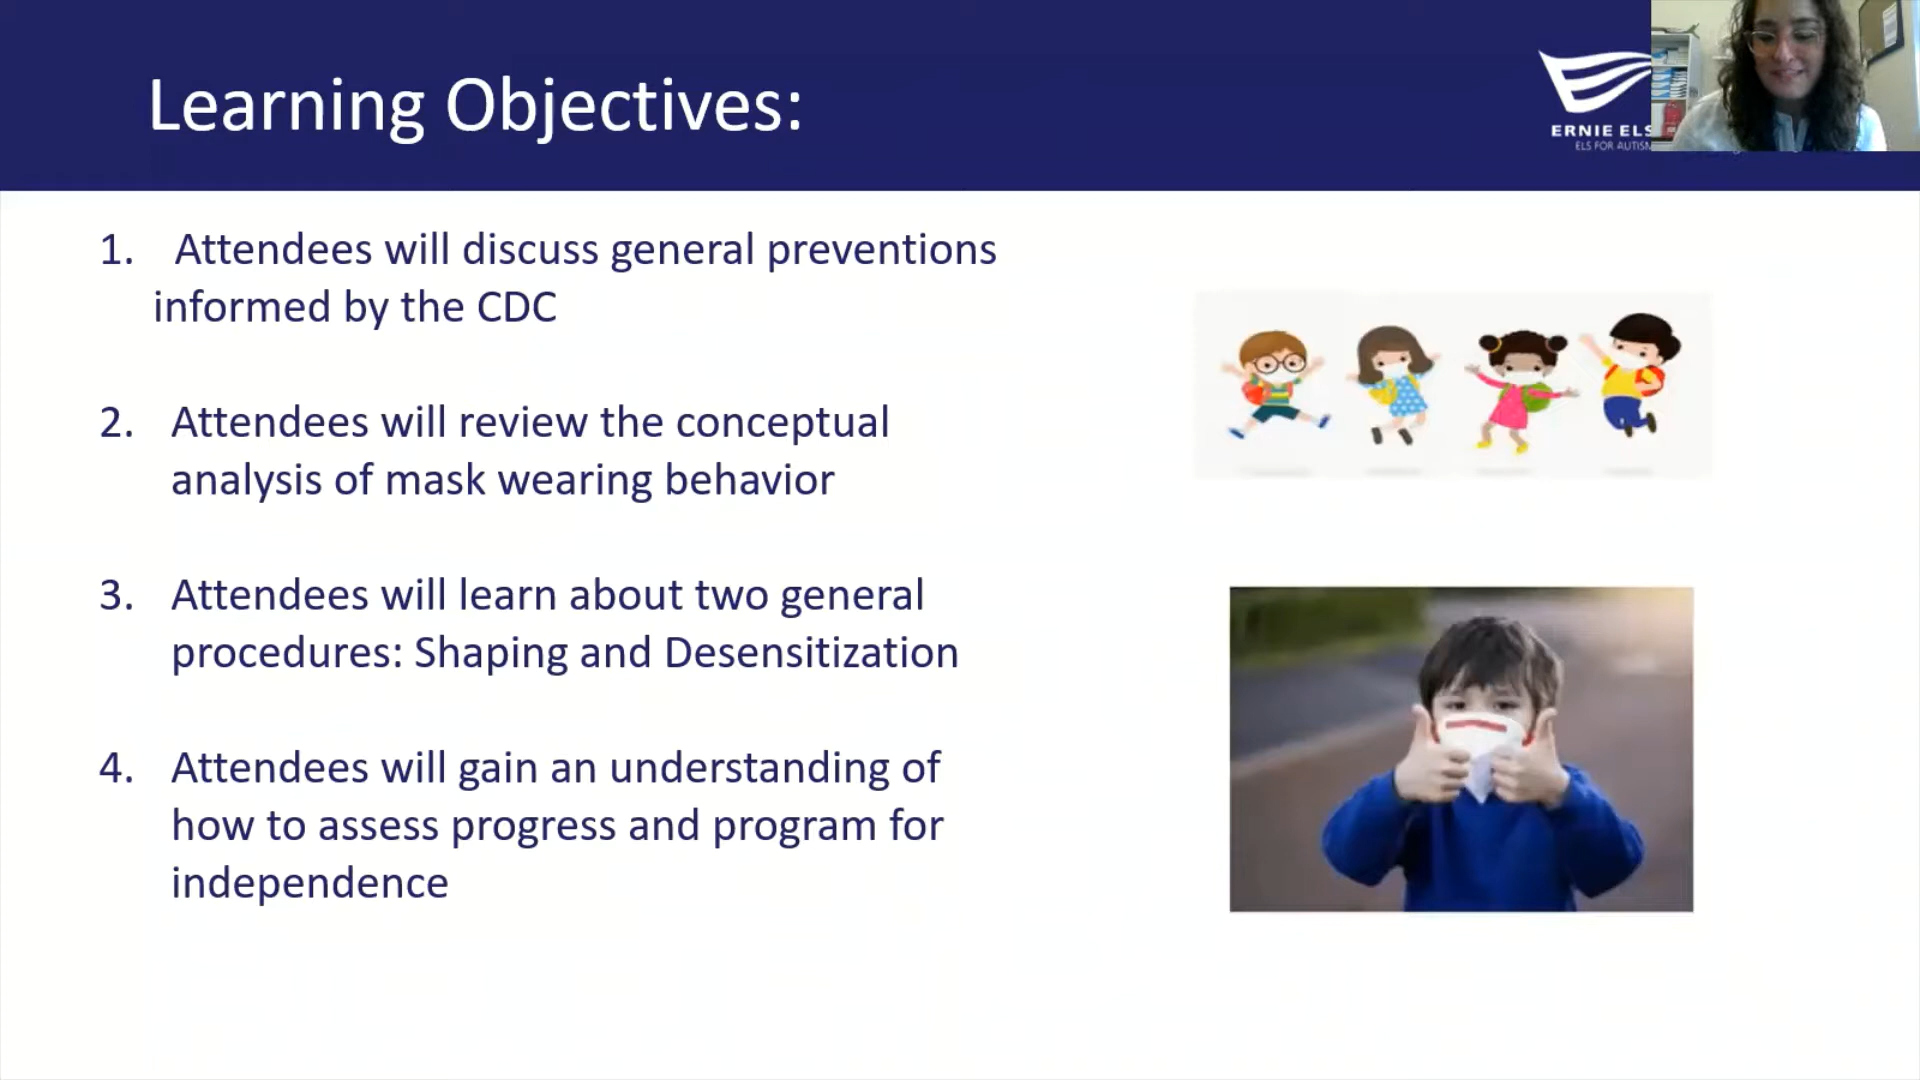 Learning Objectives:
ERNIE ELS
ELS FOR AUTISM
1. Attendees will discuss general preventions
informed by the CDC
2. Attendees will review the conceptual
analysis of mask wearing behavior
3. Attendees will learn about two general
procedures: Shaping and Desensitization
4. Attendees will gain an understanding of
how to assess progress and program for
independence